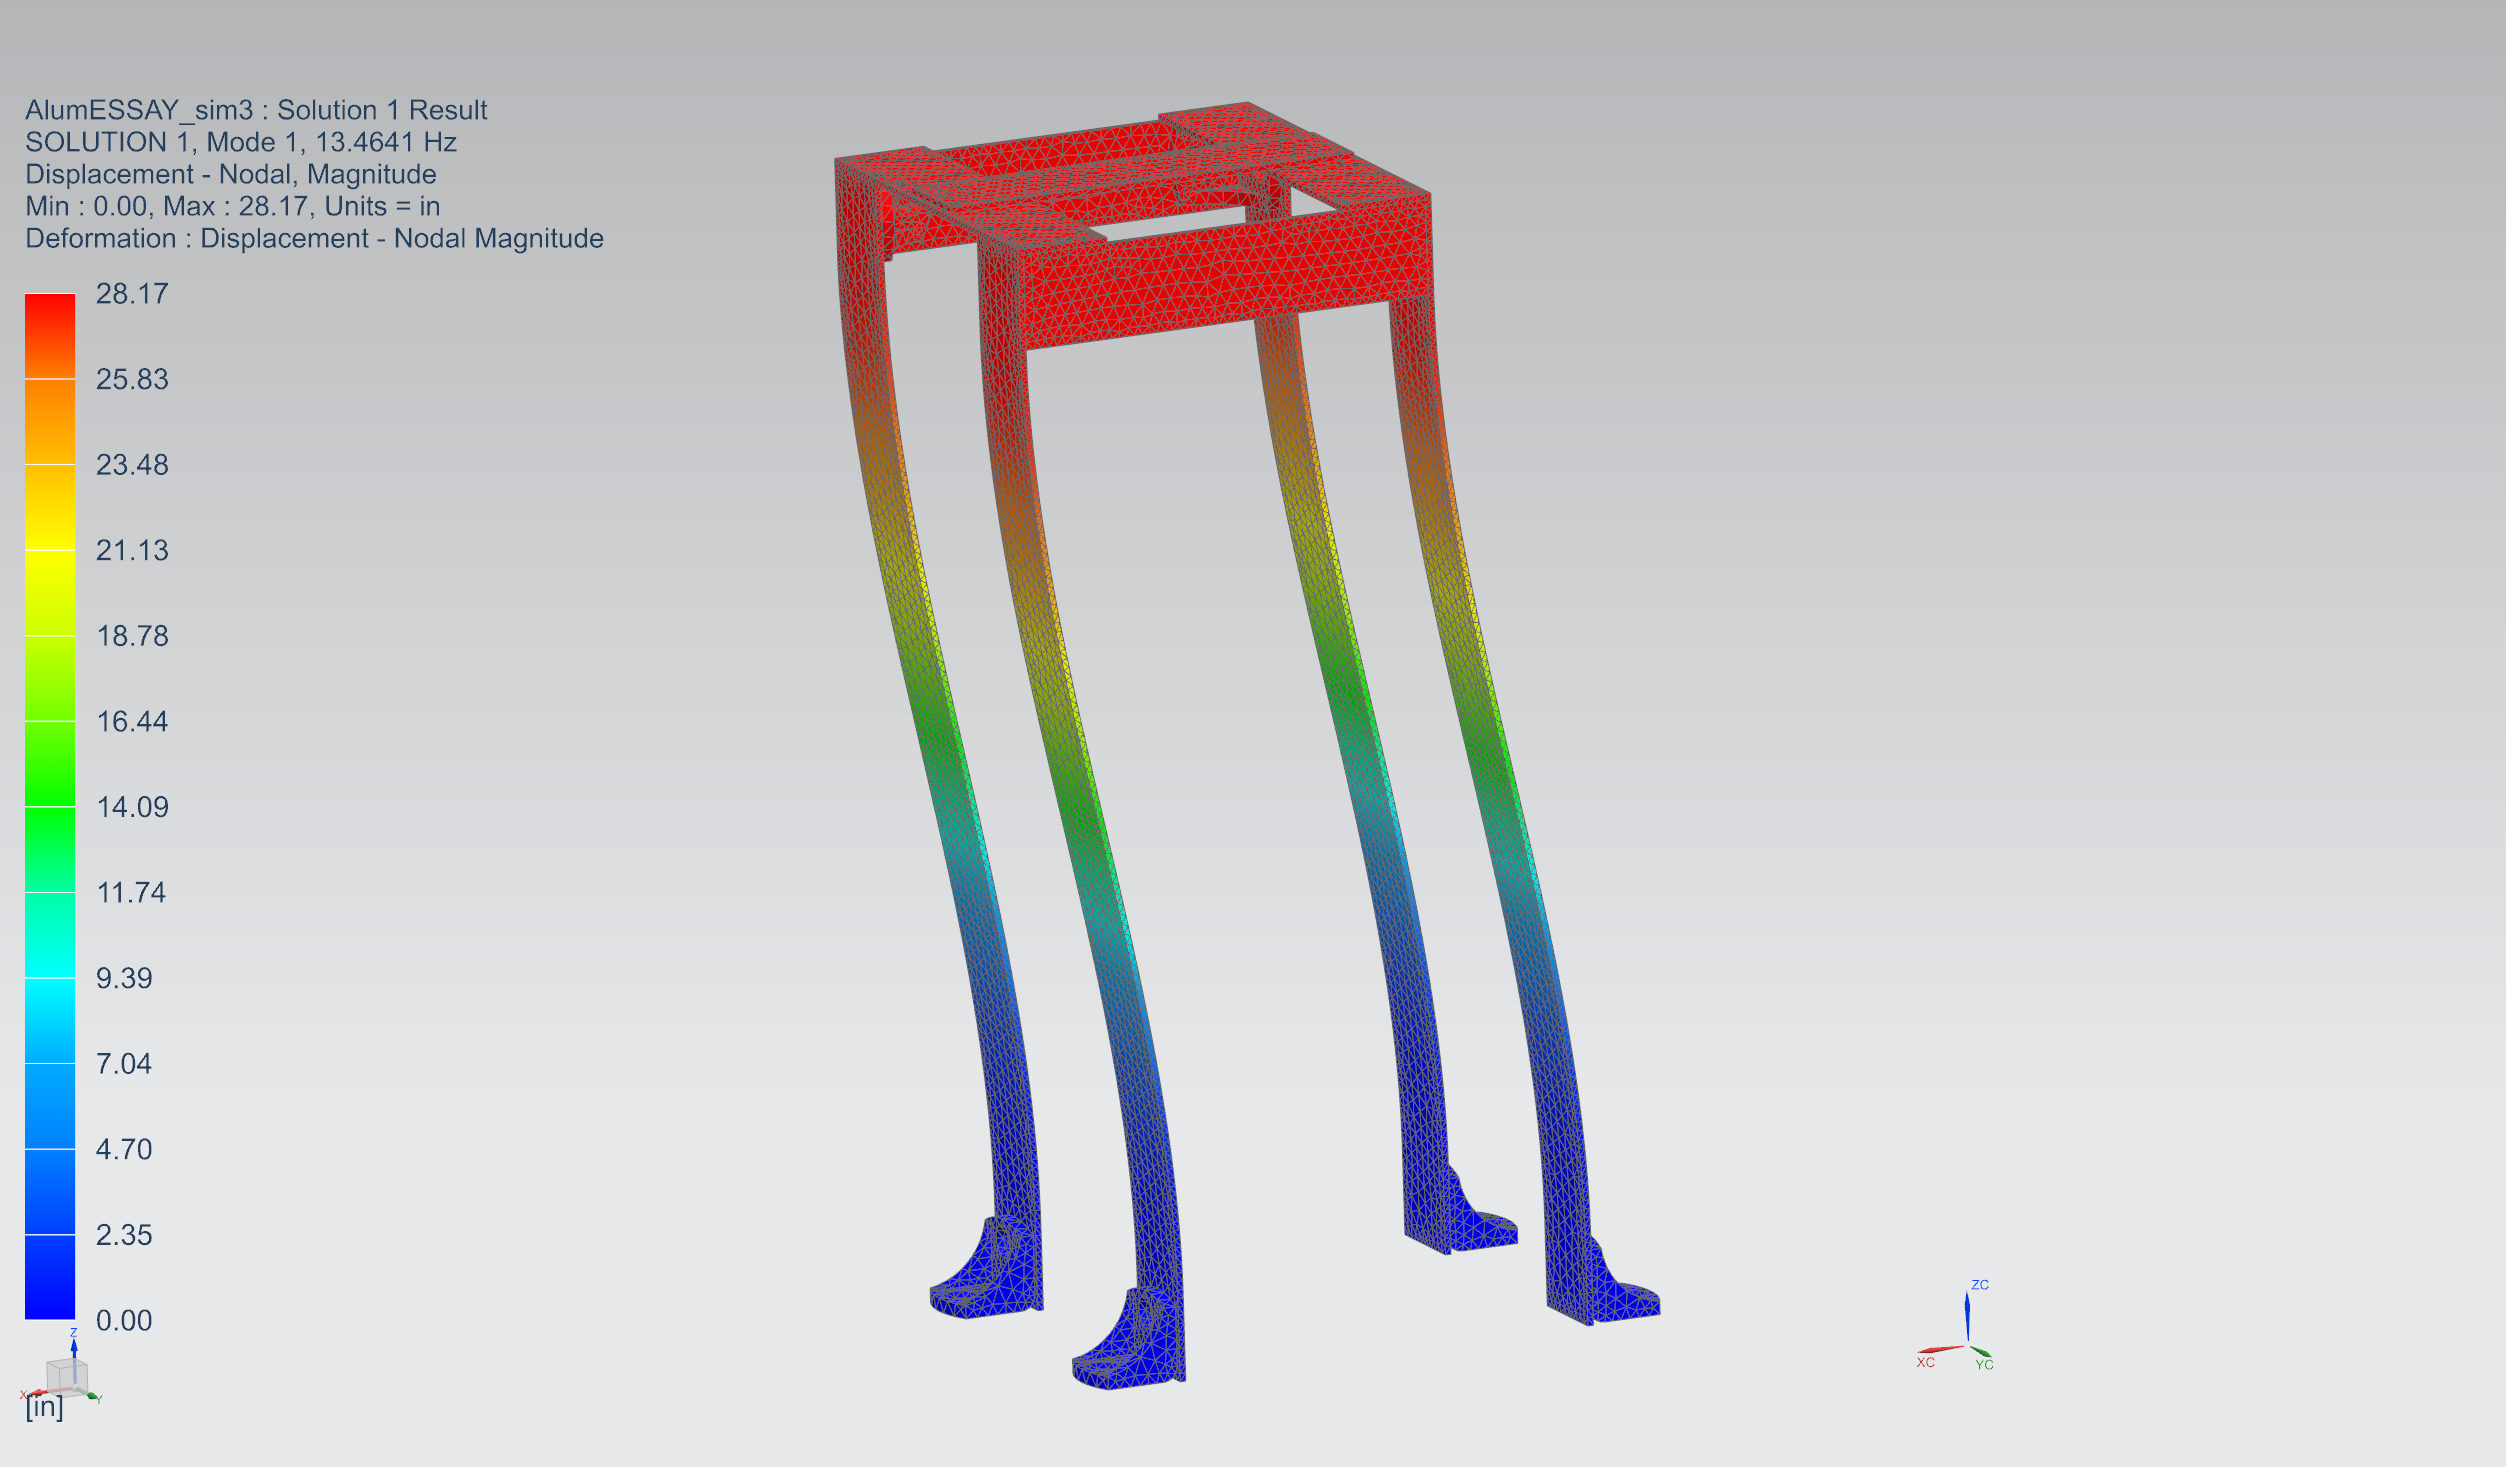 AlumESSAY_sim3 : Solution 1 Result
SOLUTION 1, Mode 1, 13.4641 Hz
Displacement - Nodal, Magnitude
Min : 0.00, Max : 28.17, Units = in
Deformation : Displacement - Nodal Magnitude
28.17
25.83
23.48
21.13
18.78
16.44
14.09
11.74
9.39
7.04
4.70
2.35
0.00
Z
X
Y
[in]
ZC
XC
YC